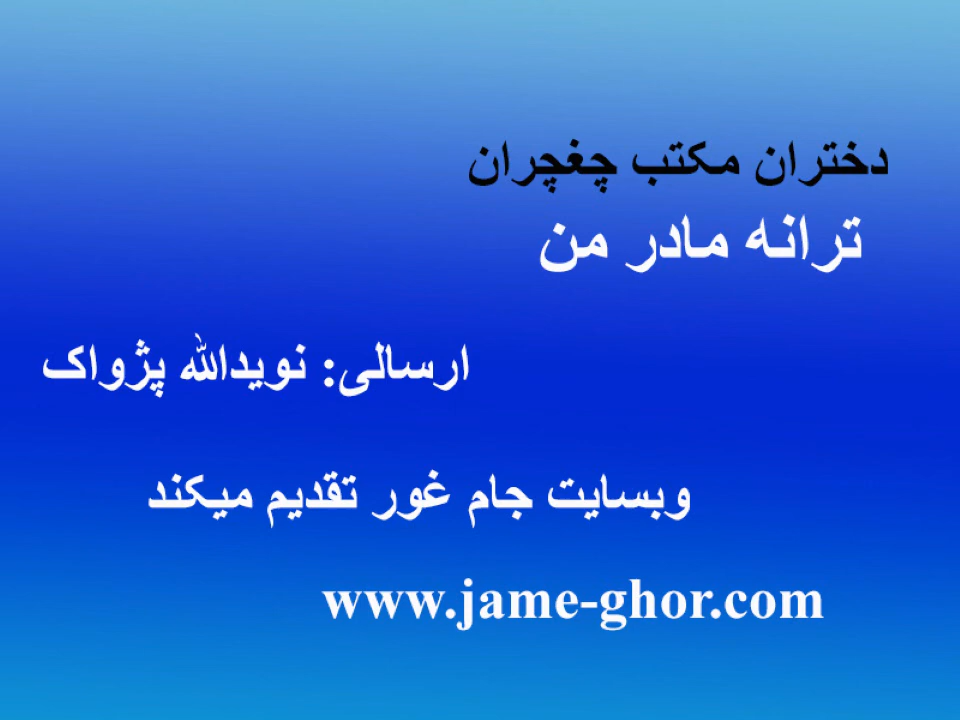 دختران مکتب چغچران
ترانه مادر من
ارسالی: نویدالله پژواک
وبسایت جام غور تقدیم میکند
www.jame-ghor.com